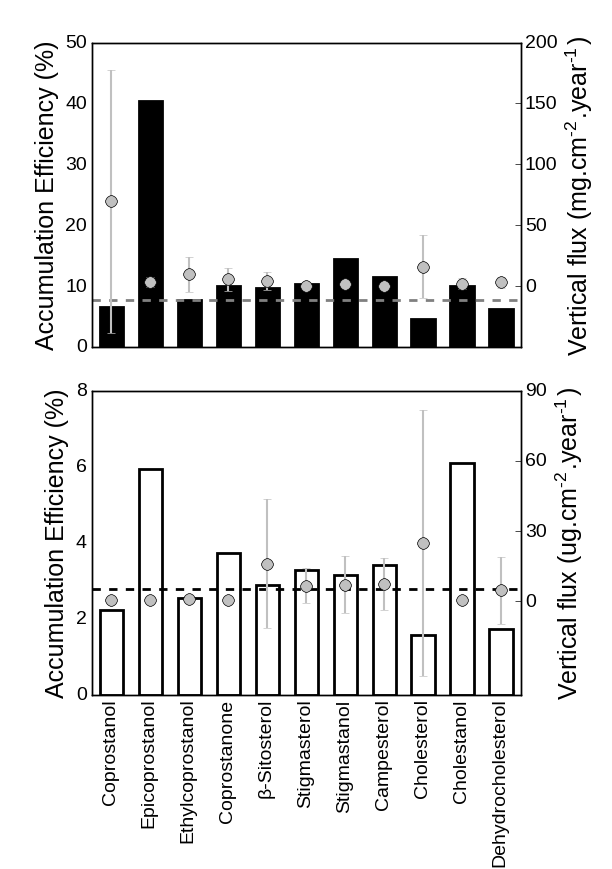 50
40
30
20
10
0
Accumulation Efficiency (%)
200
150
100
50
0
Vertical flux (mg.cm⁻².year⁻¹)
8
6
4
2
0
Accumulation Efficiency (%)
90
60
30
0
Vertical flux (ug.cm⁻².year⁻¹)
Coprostanol
Epicoprostanol
Ethylcoprostanol
Coprostanone
β-Sitosterol
Stigmasterol
Stigmastanol
Campesterol
Cholesterol
Cholestanol
Dehydrocholesterol